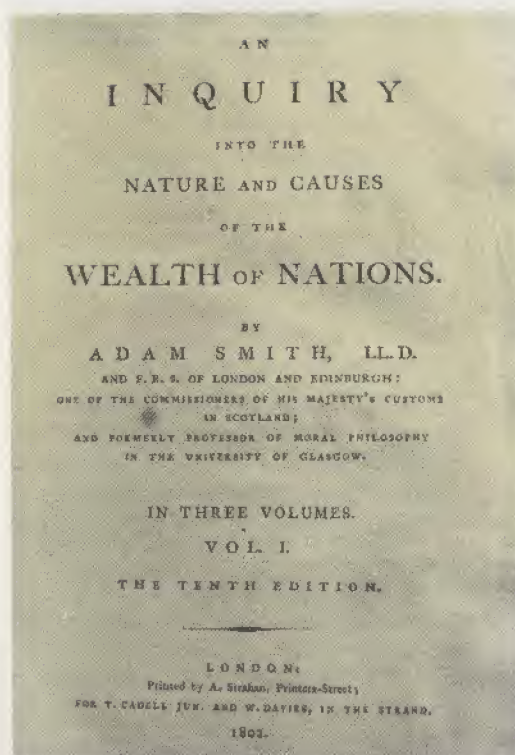 AN
INQUIRY
INTO THE
NATURE AND CAUSES
OF THE
WEALTH OF NATIONS.
BY
ADAM SMITH, LL.D.
AND F.R.S. OF LONDON AND EDINBURGH:
ONE OF THE COMMISSIONERS OF HIS MAJESTY'S CUSTOMS
IN SCOTLAND;
AND FORMERLY PROFESSOR OF MORAL PHILOSOPHY
IN THE UNIVERSITY OF GLASGOW.
IN THREE VOLUMES.
VOL. I.
THE TENTH EDITION.
LONDON:
Printed by A. Strahan, Printers-Street;
FOR T. CADELL JUN. AND W. DAVIES, IN THE STRAND.
1802.